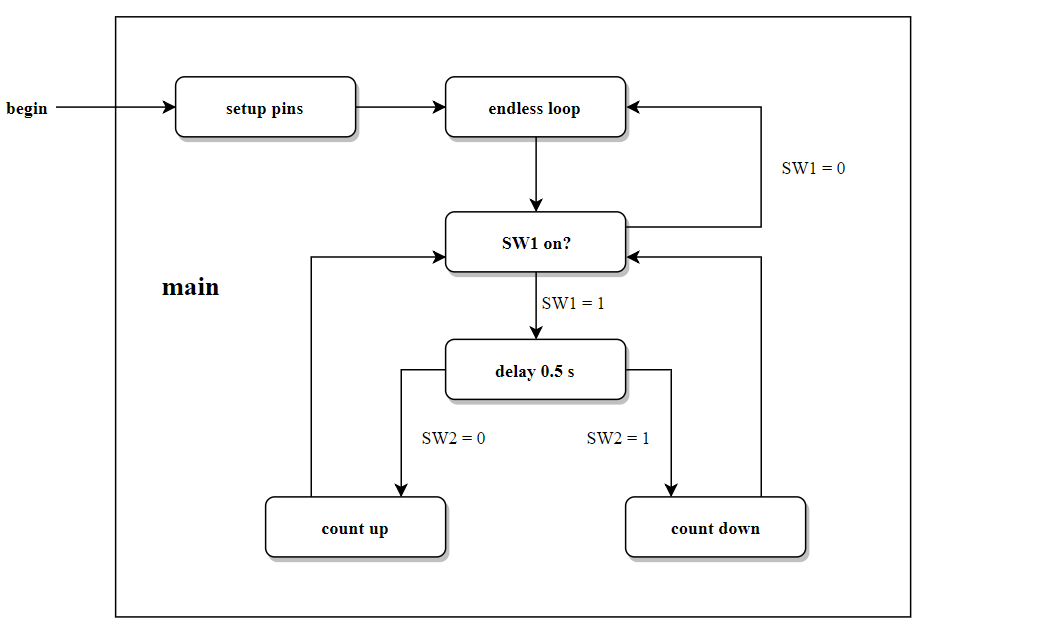 begin
setup pins
endless loop
SW1 = 0
SW1 on?
main
SW1 = 1
delay 0.5 s
SW2 = 0
SW2 = 1
count up
count down